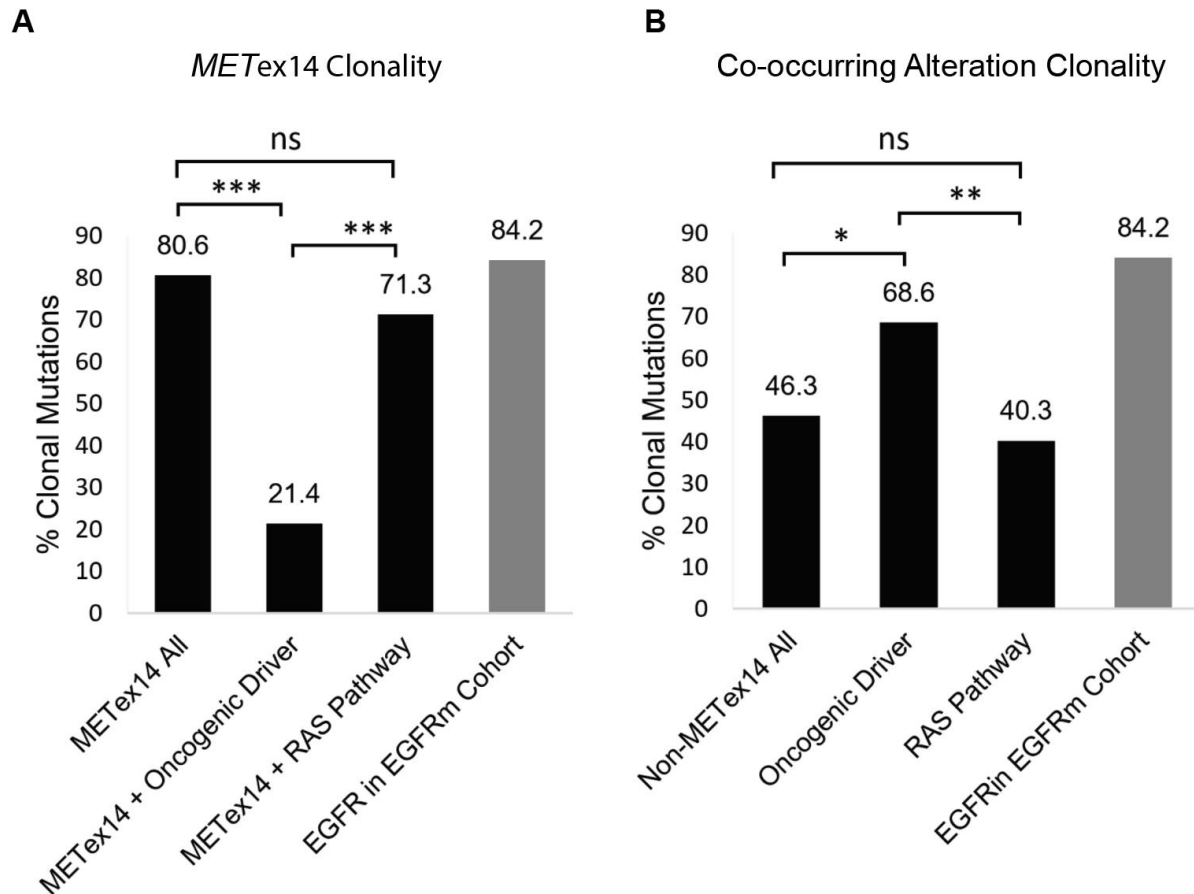 A
METex14 Clonality
ns
***
***
90
80
70
60
50
40
30
20
10
0
% Clonal Mutations
80.6
21.4
71.3
84.2
METex14 All
METex14 + Oncogenic Driver
METex14 + RAS Pathway
EGFR in EGFRm Cohort
B
Co-occurring Alteration Clonality
ns
**
*
90
80
70
60
50
40
30
20
10
0
% Clonal Mutations
46.3
68.6
40.3
84.2
Non-METex14 All
Oncogenic Driver
RAS Pathway
EGFRin EGFRm Cohort